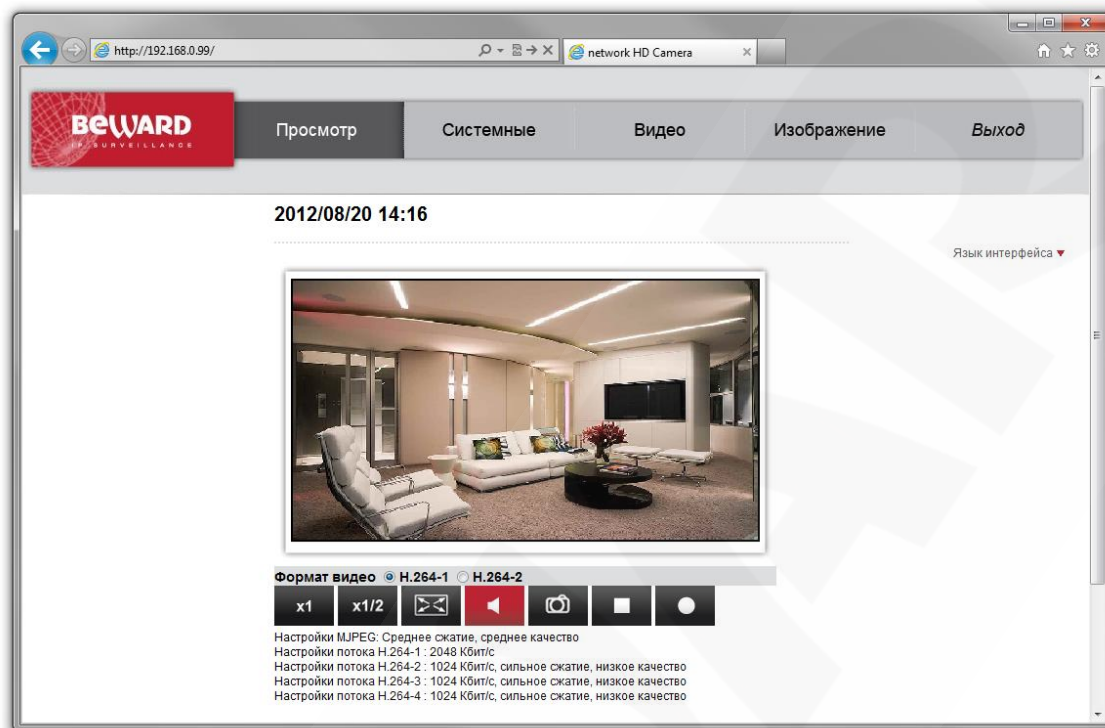 http://192.168.0.99/
network HD Camera
BEWARD
IP SURVEILLANCE
Просмотр
Системные
Видео
Изображение
Выход
2012/08/20 14:16
Язык интерфейса
Формат видео H.264-1 H.264-2
x1 x1/2
Настройки MJPEG: Среднее сжатие, среднее качество
Настройки потока H.264-1 : 2048 Кбит/с
Настройки потока H.264-2 : 1024 Кбит/с, сильное сжатие, низкое качество
Настройки потока H.264-3 : 1024 Кбит/с, сильное сжатие, низкое качество
Настройки потока H.264-4 : 1024 Кбит/с, сильное сжатие, низкое качество